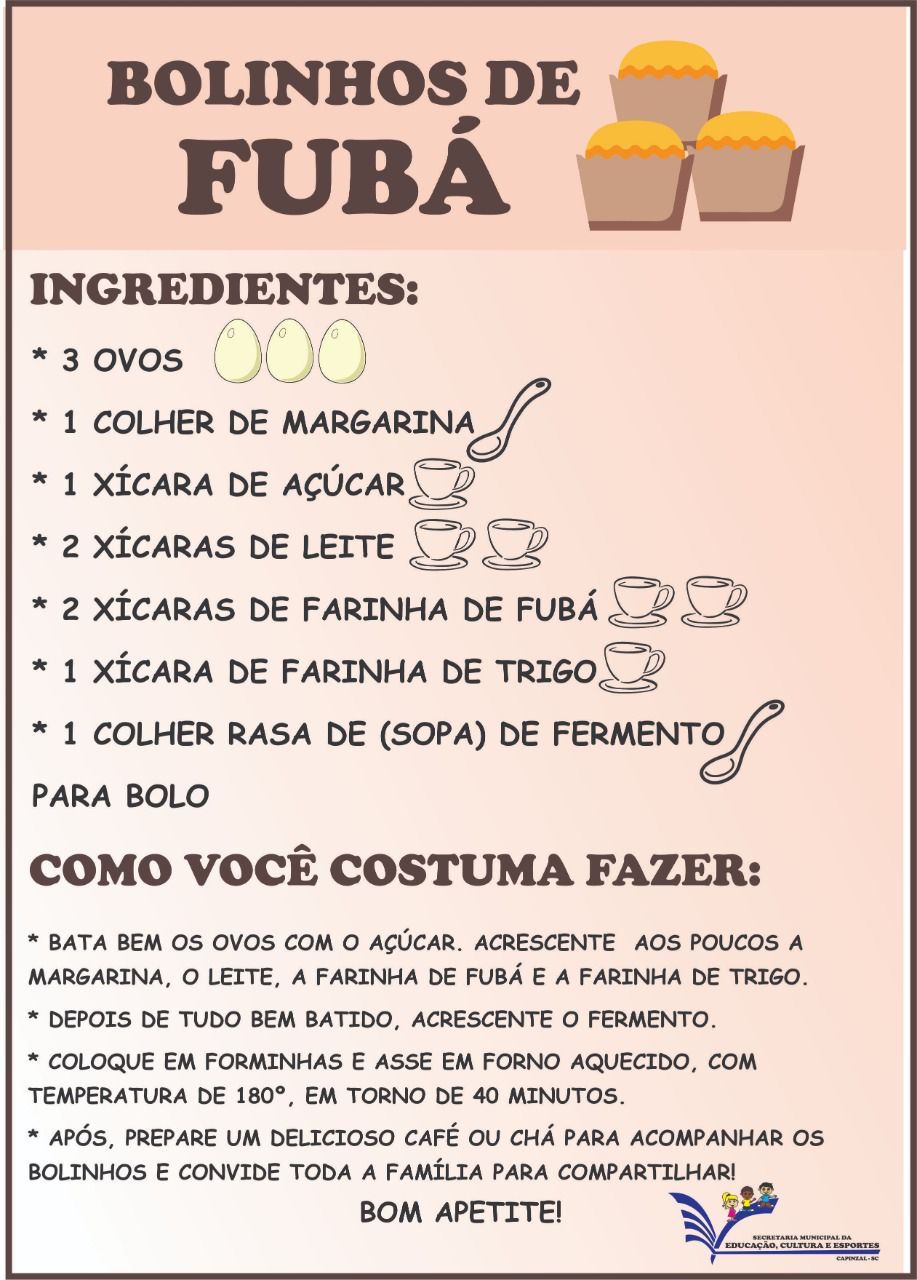 BOLINHOS DE
FUBÁ
INGREDIENTES:
* 3 OVOS
* 1 COLHER DE MARGARINA
* 1 XÍCARA DE AÇÚCAR
* 2 XÍCARAS DE LEITE
* 2 XÍCARAS DE FARINHA DE FUBÁ
* 1 XÍCARA DE FARINHA DE TRIGO
* 1 COLHER RASA DE (SOPA) DE FERMENTO
PARA BOLO
COMO VOCÊ COSTUMA FAZER:
* BATA BEM OS OVOS COM O AÇÚCAR. ACRESCENTE AOS POUCOS A
MARGARINA, O LEITE, A FARINHA DE FUBÁ E A FARINHA DE TRIGO.
* DEPOIS DE TUDO BEM BATIDO, ACRESCENTE O FERMENTO.
* COLOQUE EM FORMINHAS E ASSE EM FORNO AQUECIDO, COM
TEMPERATURA DE 180º, EM TORNO DE 40 MINUTOS.
* APÓS, PREPARE UM DELICIOSO CAFÉ OU CHÁ PARA ACOMPANHAR OS
BOLINHOS E CONVIDE TODA A FAMÍLIA PARA COMPARTILHAR!
BOM APETITE!
SECRETARIA MUNICIPAL DA
EDUCAÇÃO, CULTURA E ESPORTES
CAPINZAL - SC